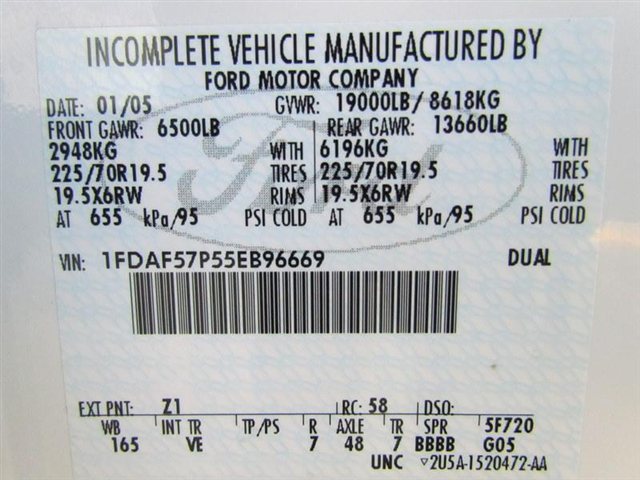 INCOMPLETE VEHICLE MANUFACTURED BY
FORD MOTOR COMPANY
DATE: 01/05 GVWR: 19000LB/ 8618KG
FRONT GAWR: 6500LB REAR GAWR: 13660LB
2948KG WITH 6196KG WITH
225/70R19.5 TIRES 225/70R19.5 TIRES
19.5X6RW RIMS 19.5X6RW RIMS
AT 655 kPa/95 PSI COLD AT 655 kPa/95 PSI COLD
VIN: 1FDAF57P55EB96669 DUAL
EXT PNT: Z1 RC: 58 DSO:
WB INT TR TP/PS R AXLE TR SPR 5F720
165 VE 7 48 7 BBBB G05
UNC ▽2U5A-1520472-AA
Ford